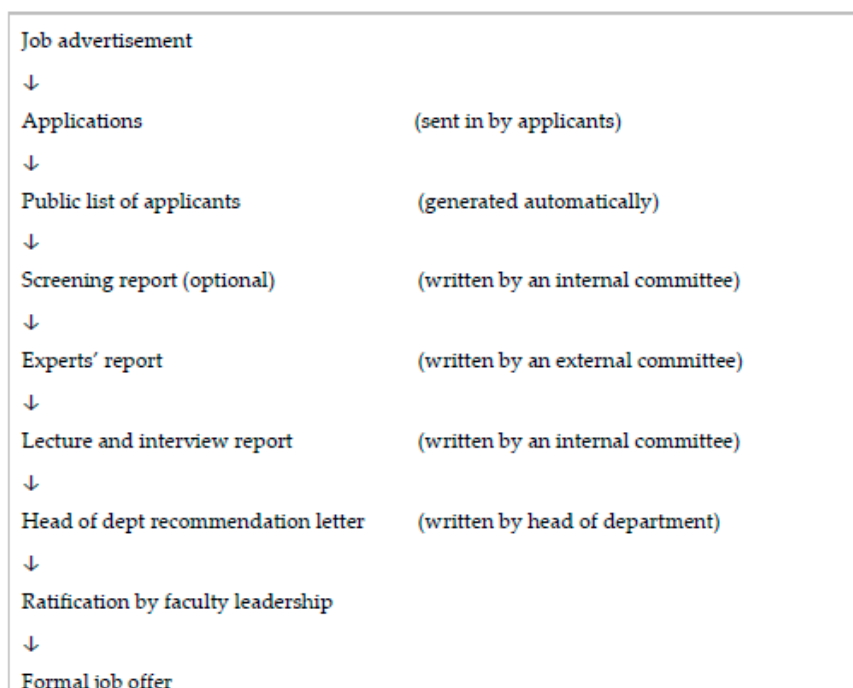 Job advertisement
↓
Applications (sent in by applicants)
↓
Public list of applicants (generated automatically)
↓
Screening report (optional) (written by an internal committee)
↓
Experts’ report (written by an external committee)
↓
Lecture and interview report (written by an internal committee)
↓
Head of dept recommendation letter (written by head of department)
↓
Ratification by faculty leadership
↓
Formal job offer